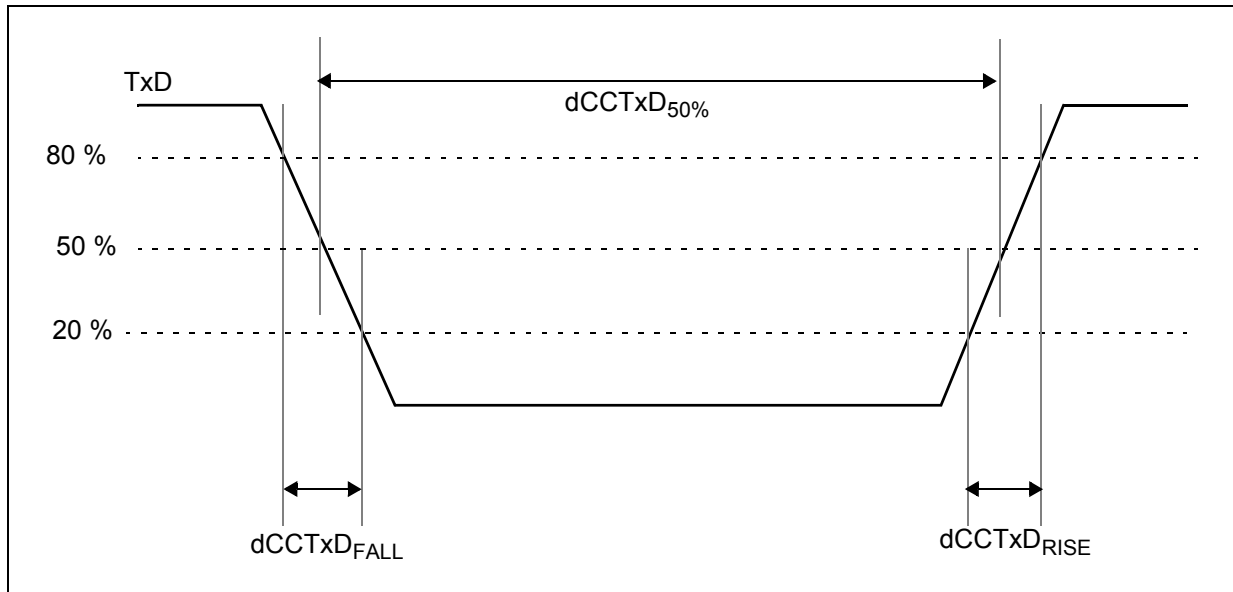 TxD
dCCTxD50%
80 %
50 %
20 %
dCCTxDFALL
dCCTxDRISE